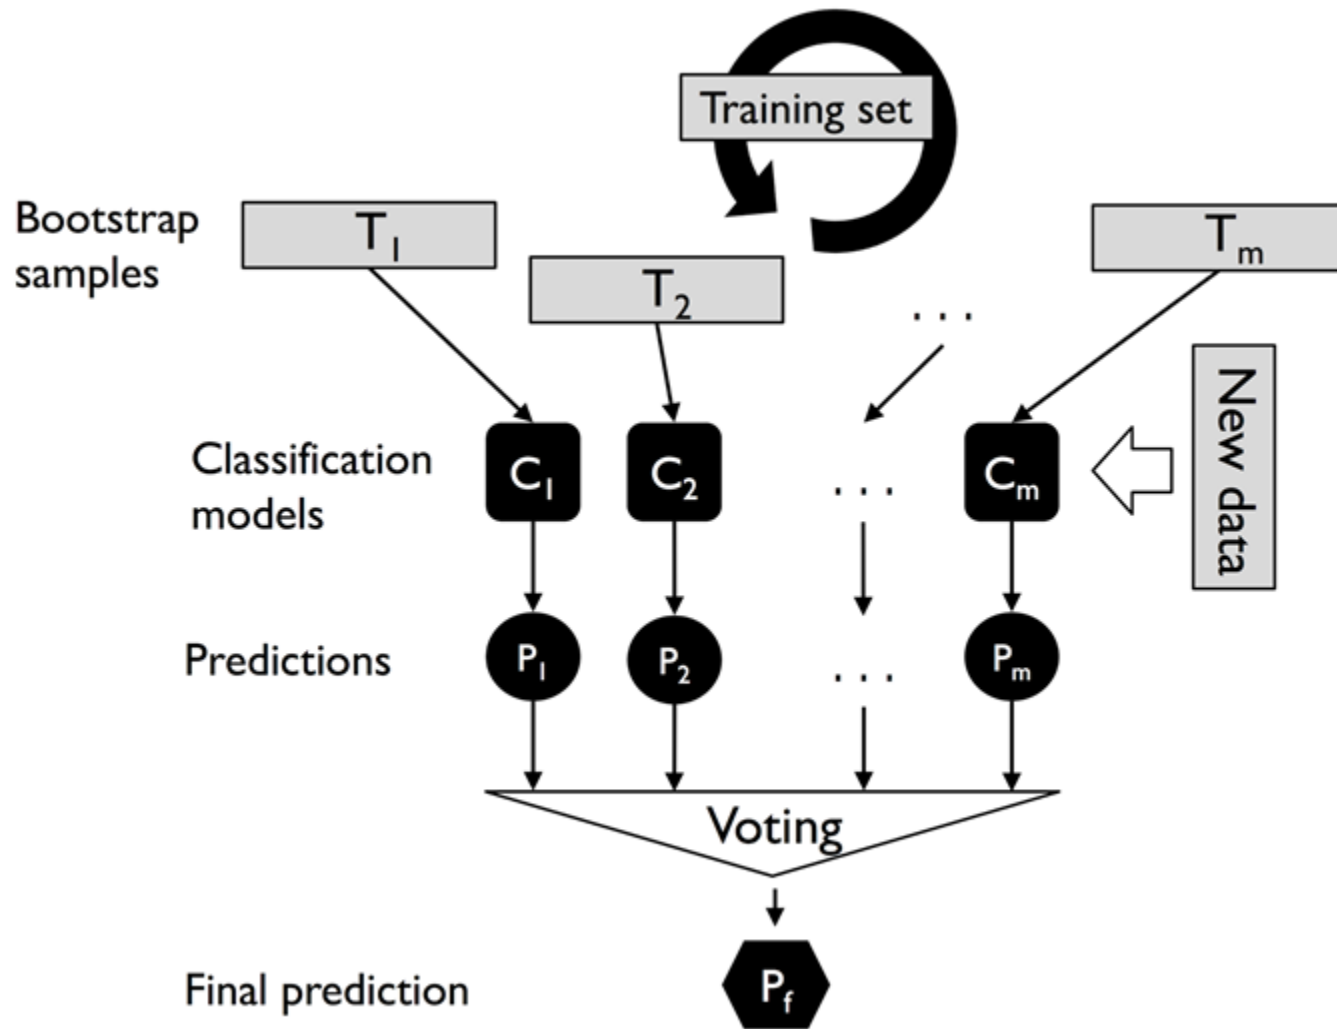 Training set
Bootstrap
samples
T1
T2
Tm
. . .
New data
Classification
models
C1
C2
. . .
Cm
Predictions
P1
P2
. . .
Pm
Voting
Final prediction
Pf